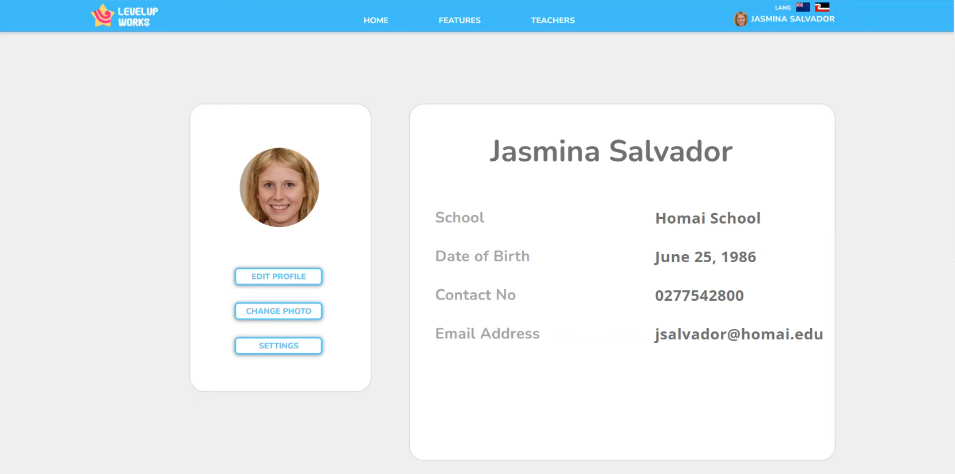 LEVELUP
WORKS
HOME
FEATURES
TEACHERS
LANG
JASMINA SALVADOR
EDIT PROFILE
CHANGE PHOTO
SETTINGS
Jasmina Salvador
School Homai School
Date of Birth June 25, 1986
Contact No 0277542800
Email Address jsalvador@homai.edu